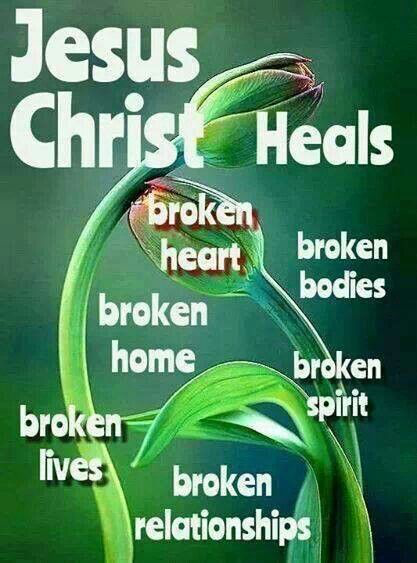 Jesus
Christ Heals
broken
heart
broken
bodies
broken
home
broken
spirit
broken
lives
broken
relationships